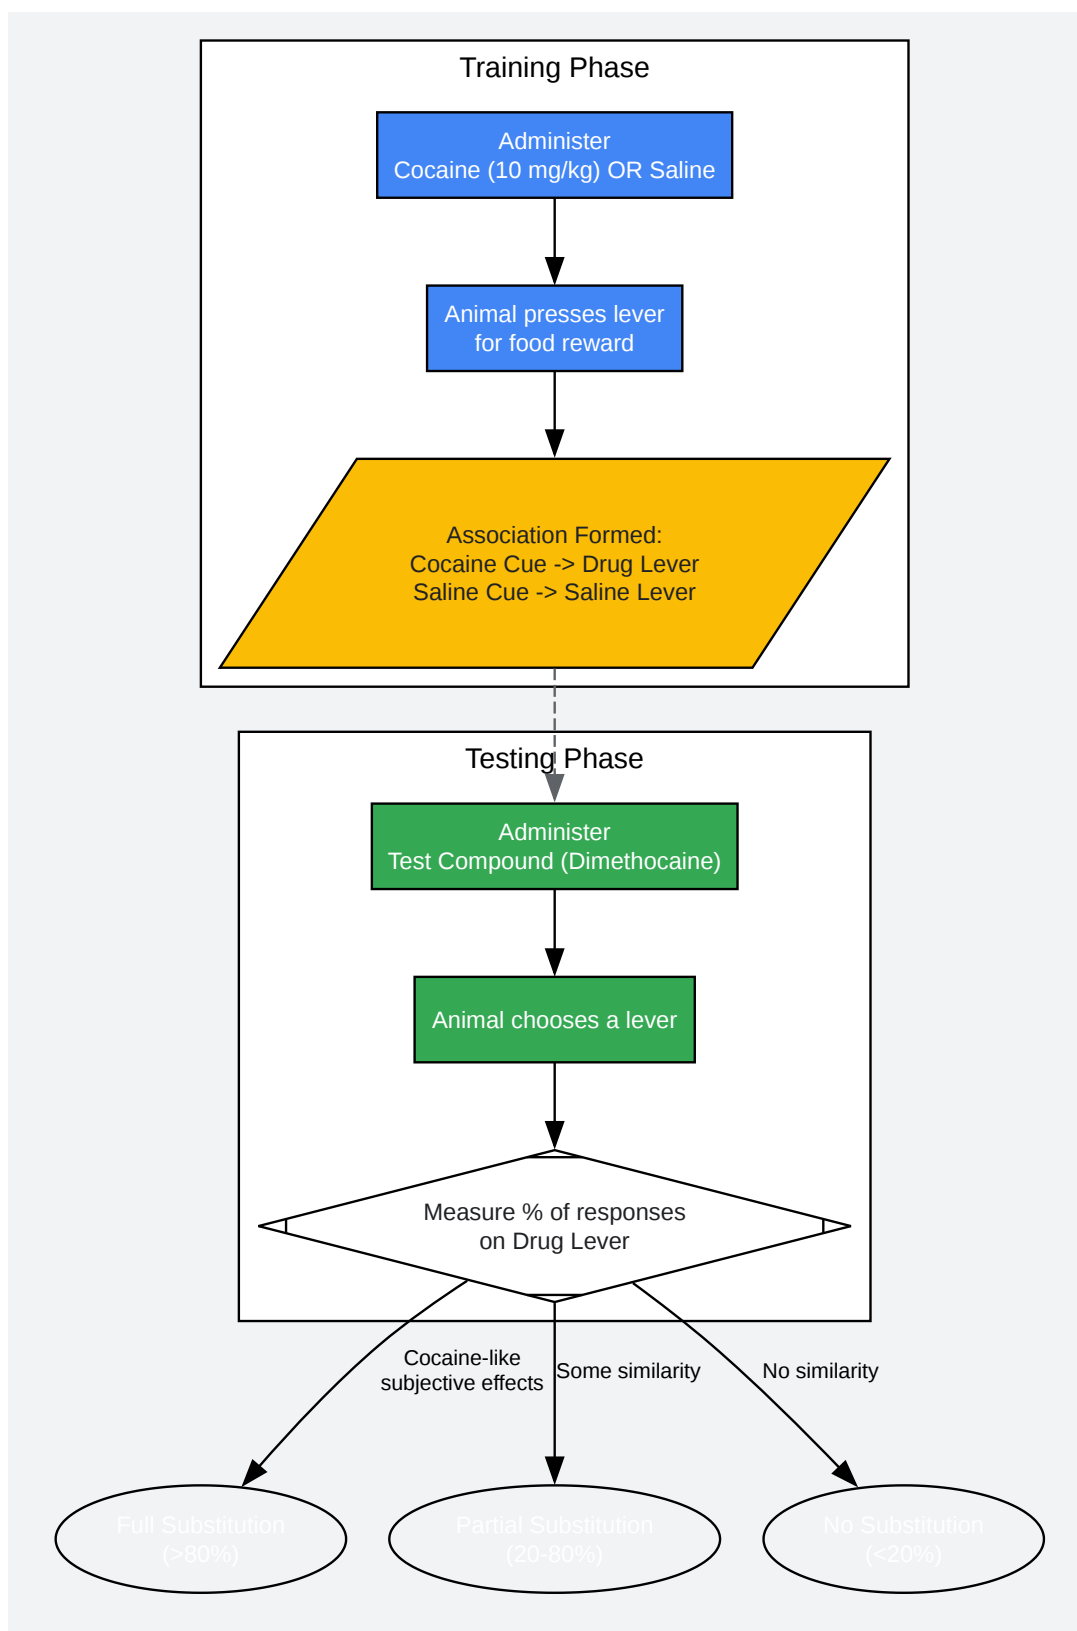 Training Phase
Administer
Cocaine (10 mg/kg) OR Saline
Animal presses lever
for food reward
Association Formed:
Cocaine Cue -> Drug Lever
Saline Cue -> Saline Lever
Testing Phase
Administer
Test Compound (Dimethocaine)
Animal chooses a lever
Measure % of responses
on Drug Lever
Cocaine-like
subjective effects
Some similarity
No similarity
Full Substitution
(>80%)
Partial Substitution
(20-80%)
No Substitution
(<20%)